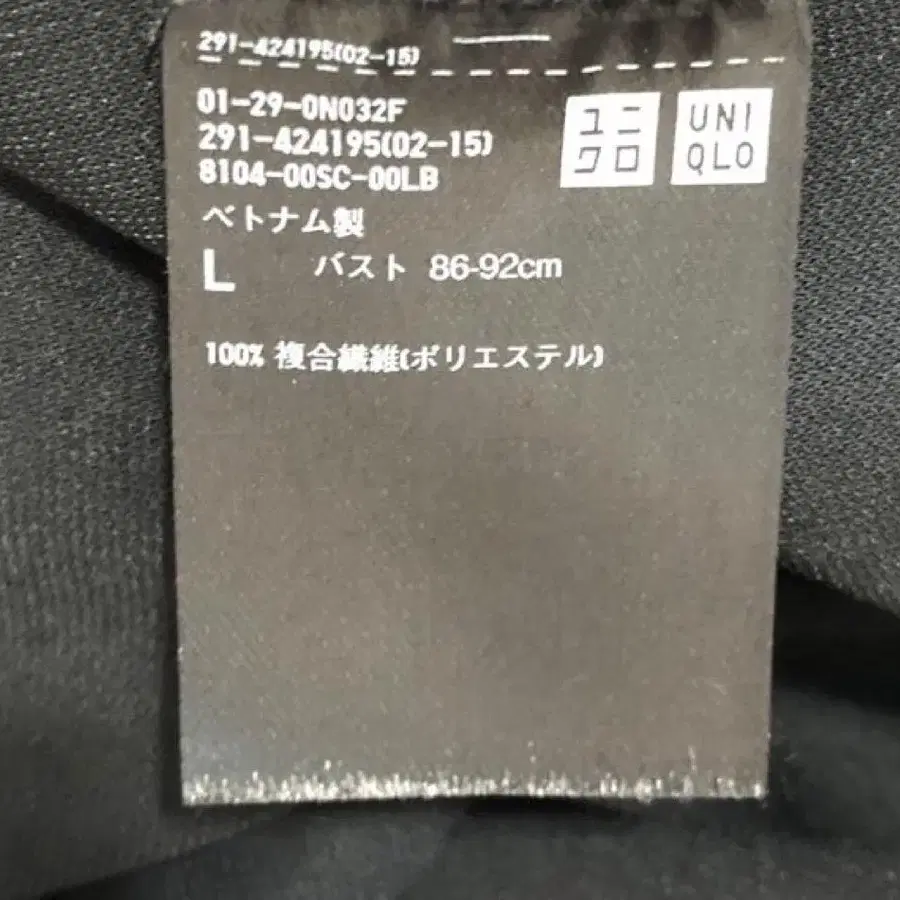 291-424195(02-15)
01-29-0N032F
291-424195(02-15)
8104-00SC-00LB
ユニ
クロ
UNI
QLO
ベトナム製
L バスト 86-92cm
100% 複合繊維(ポリエステル)